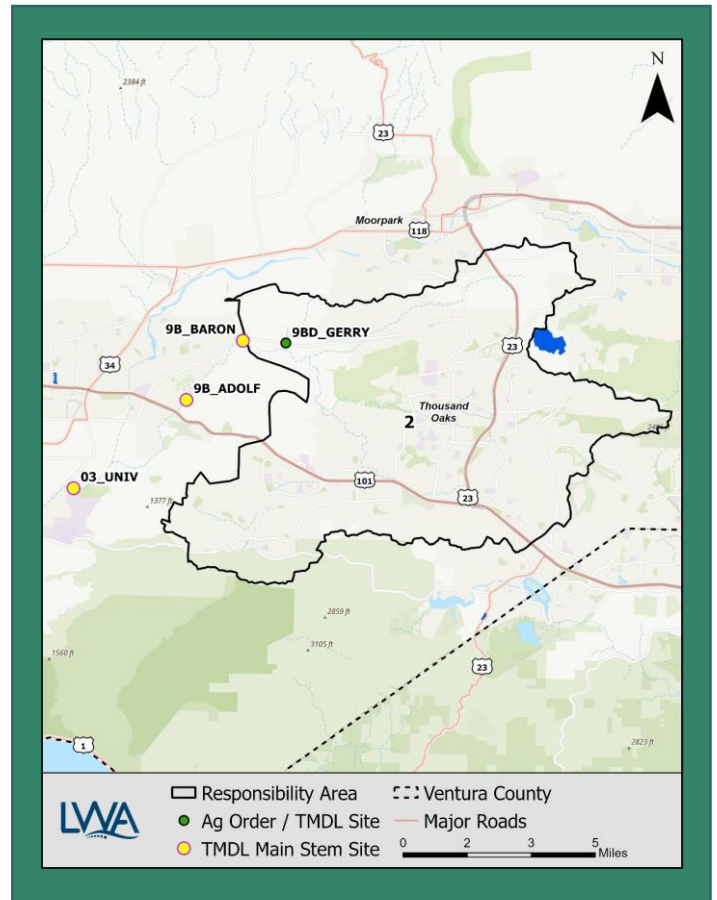 N
2384 ft
23
Moorpark
118
9B_BARON
9BD_GERRY
23
34
9B_ADOLF
Thousand
Oaks
2
03_UNIV
101
23
1377 ft
2859 ft
3105 ft
1560 ft
23
1
2823 ft
LWA
Responsibility Area
Ventura County
Ag Order / TMDL Site
Major Roads
TMDL Main Stem Site
0 2 3 5
Miles